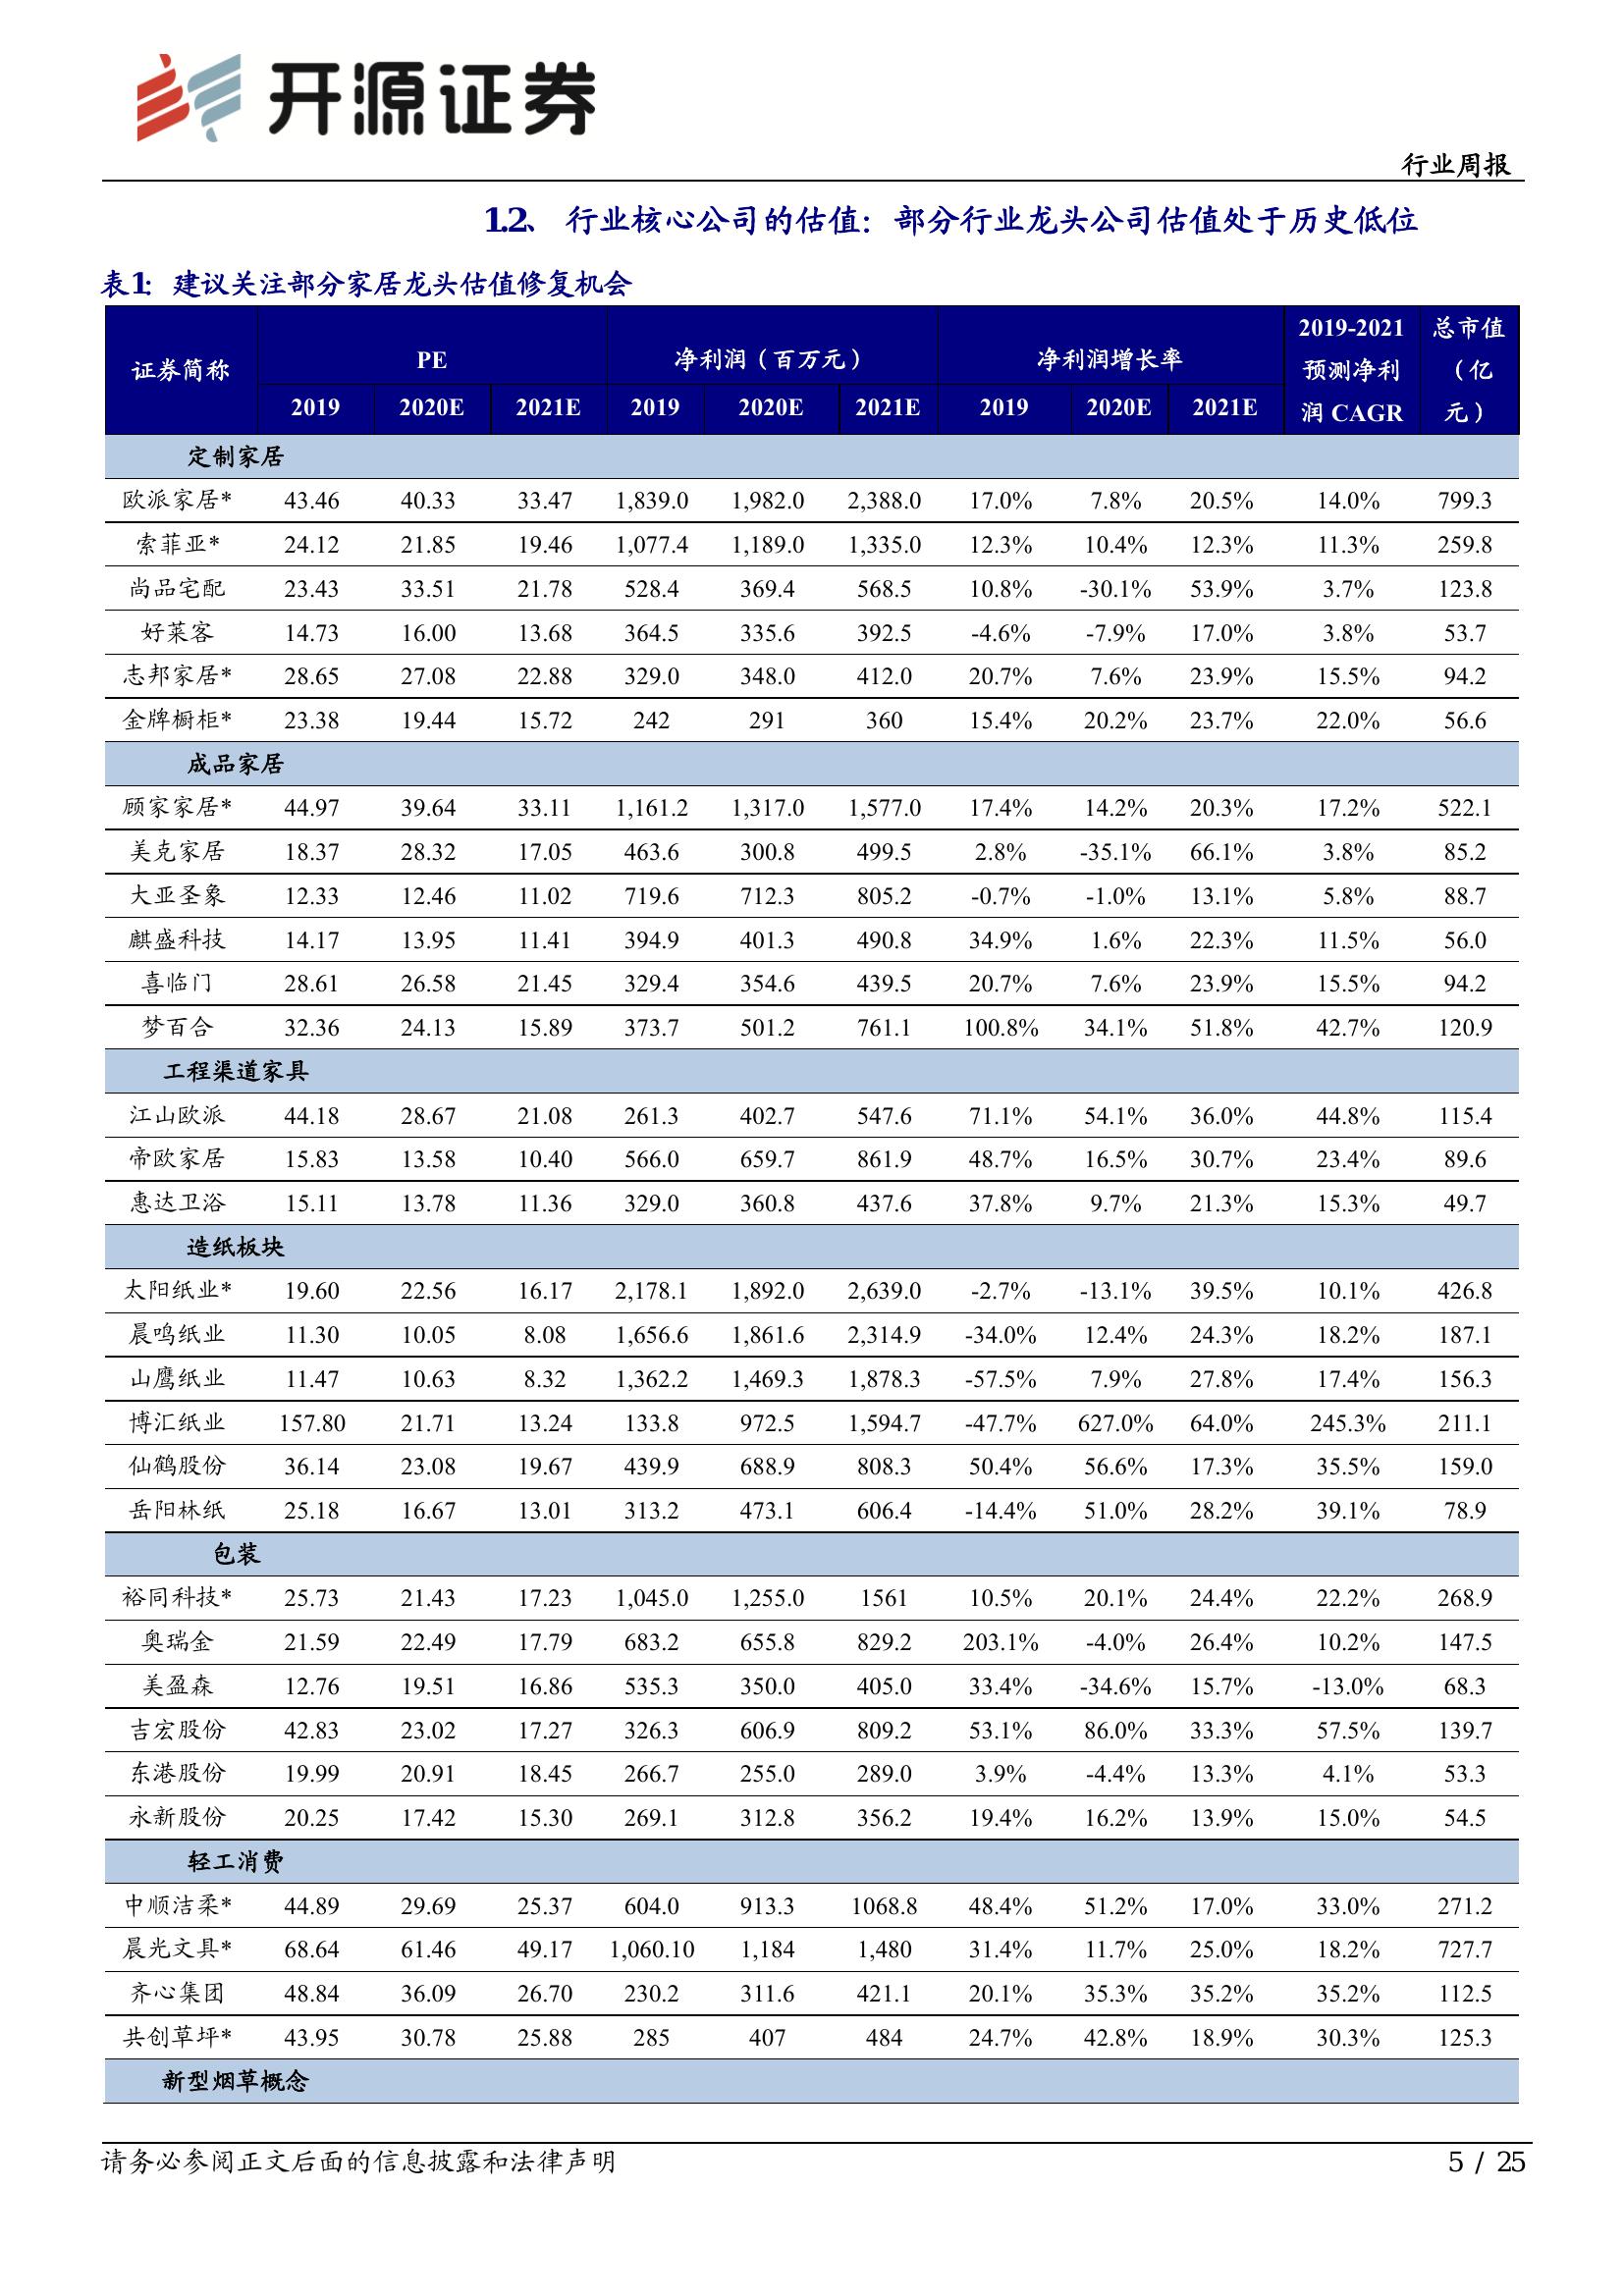 开源证券
行业周报
1.2、 行业核心公司的估值：部分行业龙头公司估值处于历史低位
表1： 建议关注部分家居龙头估值修复机会
证券简称 PE 净利润（百万元） 净利润增长率 2019-2021预测净利润 CAGR 总市值（亿元）
2019 2020E 2021E 2019 2020E 2021E 2019 2020E 2021E
定制家居
欧派家居* 43.46 40.33 33.47 1,839.0 1,982.0 2,388.0 17.0% 7.8% 20.5% 14.0% 799.3
索菲亚* 24.12 21.85 19.46 1,077.4 1,189.0 1,335.0 12.3% 10.4% 12.3% 11.3% 259.8
尚品宅配 23.43 33.51 21.78 528.4 369.4 568.5 10.8% -30.1% 53.9% 3.7% 123.8
好莱客 14.73 16.00 13.68 364.5 335.6 392.5 -4.6% -7.9% 17.0% 3.8% 53.7
志邦家居* 28.65 27.08 22.88 329.0 348.0 412.0 20.7% 7.6% 23.9% 15.5% 94.2
金牌橱柜* 23.38 19.44 15.72 242 291 360 15.4% 20.2% 23.7% 22.0% 56.6
成品家居
顾家家居* 44.97 39.64 33.11 1,161.2 1,317.0 1,577.0 17.4% 14.2% 20.3% 17.2% 522.1
美克家居 18.37 28.32 17.05 463.6 300.8 499.5 2.8% -35.1% 66.1% 3.8% 85.2
大亚圣象 12.33 12.46 11.02 719.6 712.3 805.2 -0.7% -1.0% 13.1% 5.8% 88.7
麒盛科技 14.17 13.95 11.41 394.9 401.3 490.8 34.9% 1.6% 22.3% 11.5% 56.0
喜临门 28.61 26.58 21.45 329.4 354.6 439.5 20.7% 7.6% 23.9% 15.5% 94.2
梦百合 32.36 24.13 15.89 373.7 501.2 761.1 100.8% 34.1% 51.8% 42.7% 120.9
工程渠道家具
江山欧派 44.18 28.67 21.08 261.3 402.7 547.6 71.1% 54.1% 36.0% 44.8% 115.4
帝欧家居 15.83 13.58 10.40 566.0 659.7 861.9 48.7% 16.5% 30.7% 23.4% 89.6
惠达卫浴 15.11 13.78 11.36 329.0 360.8 437.6 37.8% 9.7% 21.3% 15.3% 49.7
造纸板块
太阳纸业* 19.60 22.56 16.17 2,178.1 1,892.0 2,639.0 -2.7% -13.1% 39.5% 10.1% 426.8
晨鸣纸业 11.30 10.05 8.08 1,656.6 1,861.6 2,314.9 -34.0% 12.4% 24.3% 18.2% 187.1
山鹰纸业 11.47 10.63 8.32 1,362.2 1,469.3 1,878.3 -57.5% 7.9% 27.8% 17.4% 156.3
博汇纸业 157.80 21.71 13.24 133.8 972.5 1,594.7 -47.7% 627.0% 64.0% 245.3% 211.1
仙鹤股份 36.14 23.08 19.67 439.9 688.9 808.3 50.4% 56.6% 17.3% 35.5% 159.0
岳阳林纸 25.18 16.67 13.01 313.2 473.1 606.4 -14.4% 51.0% 28.2% 39.1% 78.9
包装
裕同科技* 25.73 21.43 17.23 1,045.0 1,255.0 1561 10.5% 20.1% 24.4% 22.2% 268.9
奥瑞金 21.59 22.49 17.79 683.2 655.8 829.2 203.1% -4.0% 26.4% 10.2% 147.5
美盈森 12.76 19.51 16.86 535.3 350.0 405.0 33.4% -34.6% 15.7% -13.0% 68.3
吉宏股份 42.83 23.02 17.27 326.3 606.9 809.2 53.1% 86.0% 33.3% 57.5% 139.7
东港股份 19.99 20.91 18.45 266.7 255.0 289.0 3.9% -4.4% 13.3% 4.1% 53.3
永新股份 20.25 17.42 15.30 269.1 312.8 356.2 19.4% 16.2% 13.9% 15.0% 54.5
轻工消费
中顺洁柔* 44.89 29.69 25.37 604.0 913.3 1068.8 48.4% 51.2% 17.0% 33.0% 271.2
晨光文具* 68.64 61.46 49.17 1,060.10 1,184 1,480 31.4% 11.7% 25.0% 18.2% 727.7
齐心集团 48.84 36.09 26.70 230.2 311.6 421.1 20.1% 35.3% 35.2% 35.2% 112.5
共创草坪* 43.95 30.78 25.88 285 407 484 24.7% 42.8% 18.9% 30.3% 125.3
新型烟草概念
请务必参阅正文后面的信息披露和法律声明 5 / 25